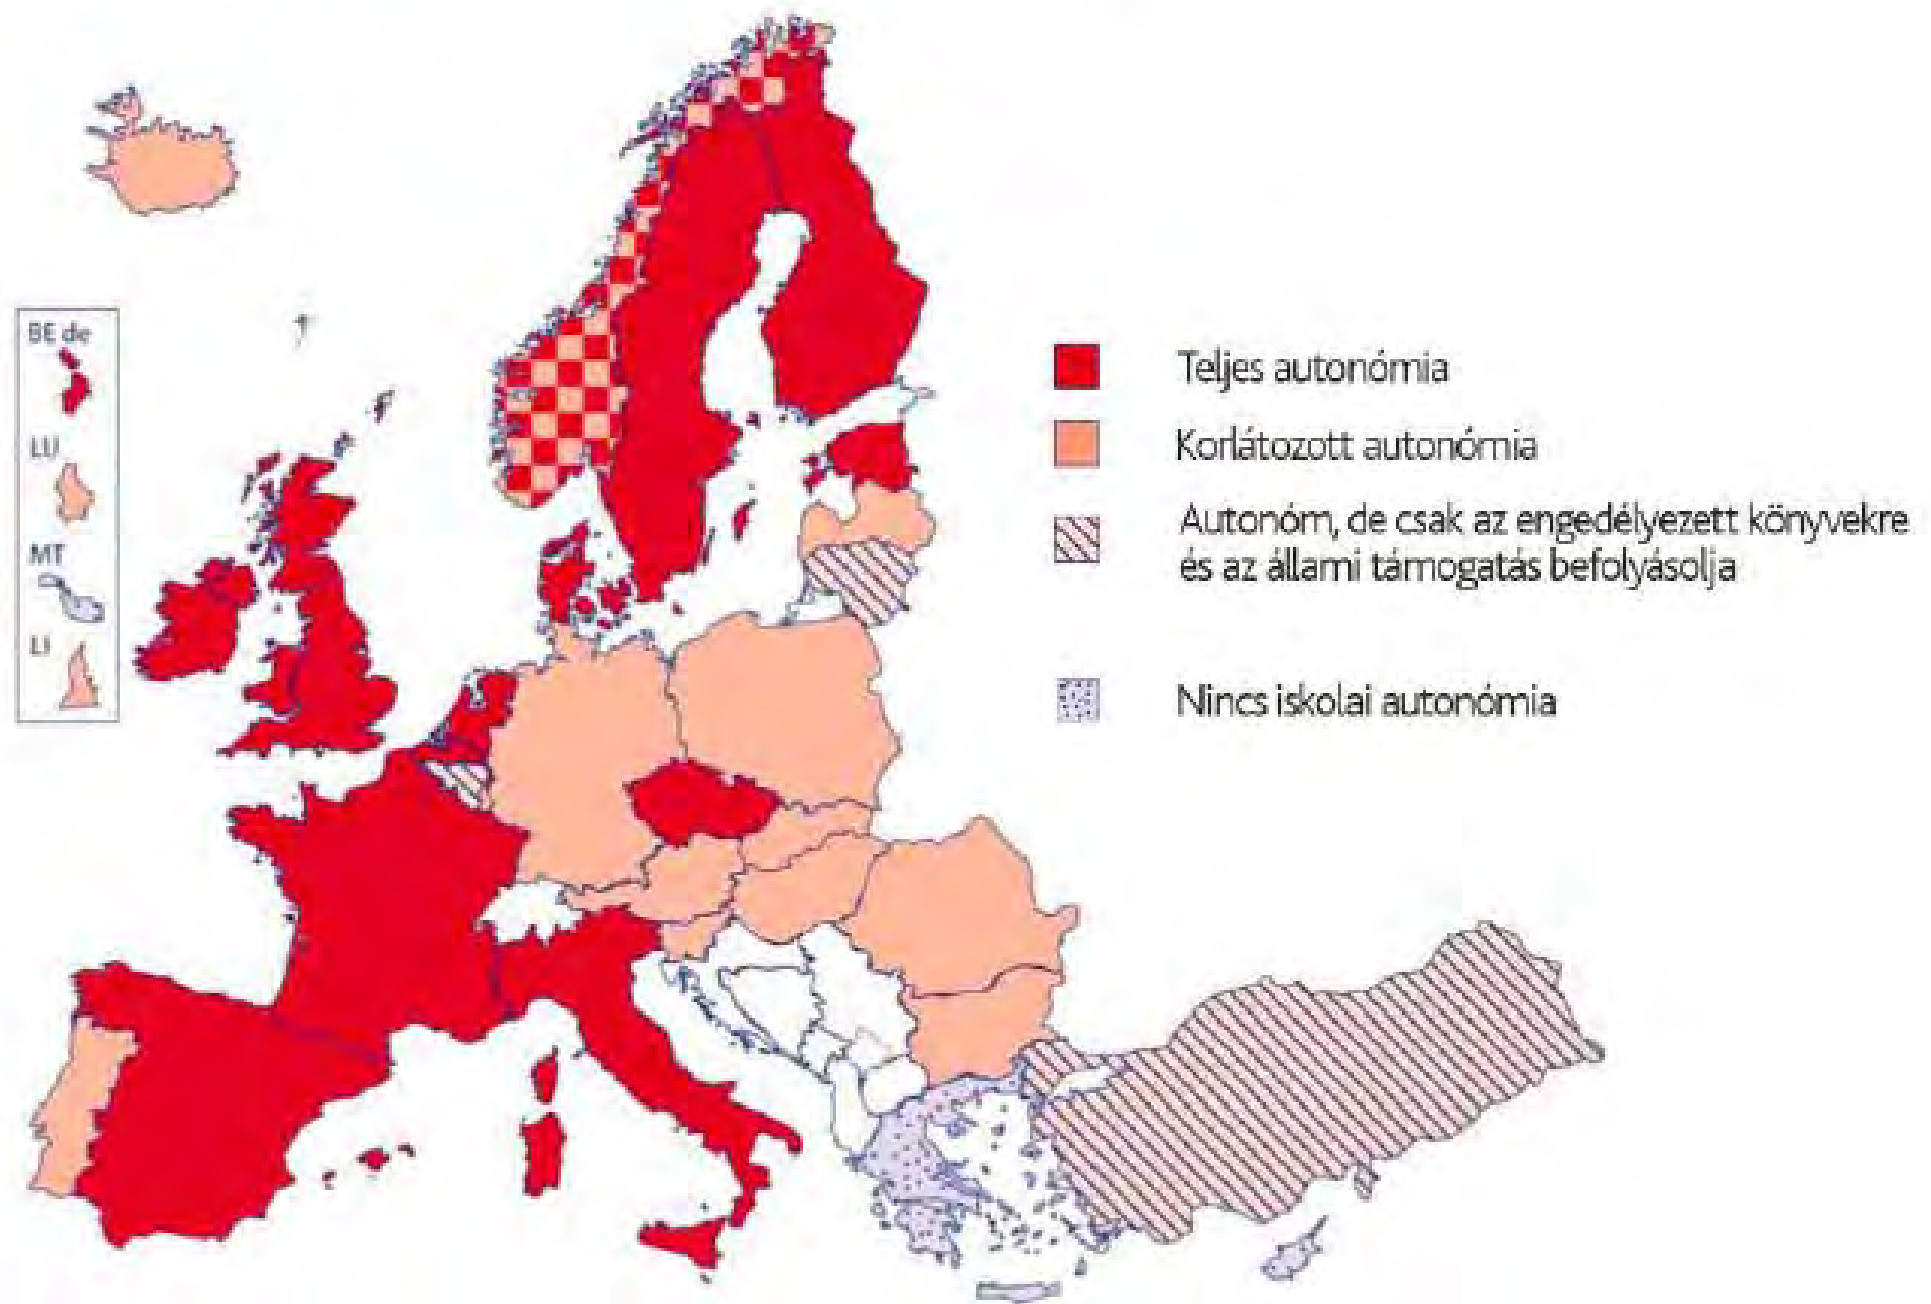 BE de
LU
MT
LI
Teljes autonómia
Korlátozott autonómia
Autonóm, de csak az engedélyezett könyvekre
és az állami támogatás befolyásolja
Nincs iskolai autonómia